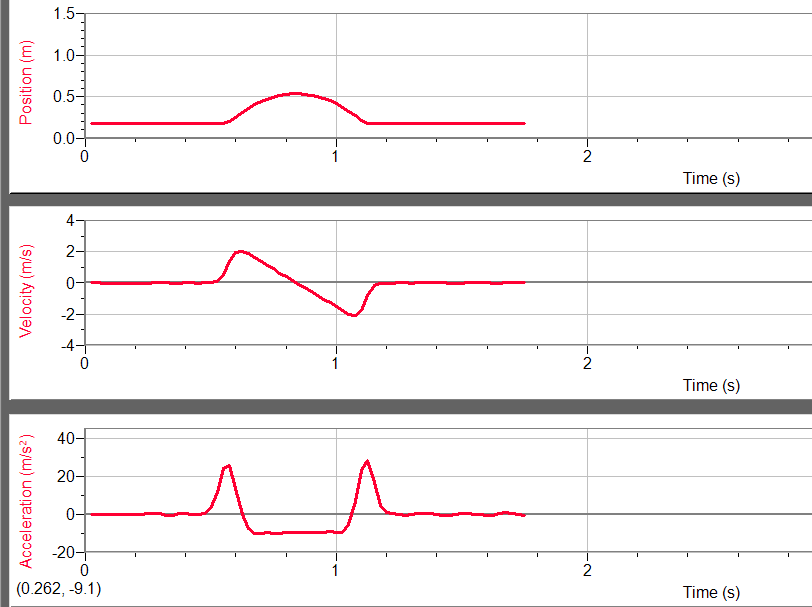 Position (m)
1.5
1.0
0.5
0.0
0 1 2
Time (s)
Velocity (m/s)
4
2
0
-2
-4
0 1 2
Time (s)
Acceleration (m/s²)
40
20
0
-20
0 1 2
(0.262, -9.1)
Time (s)